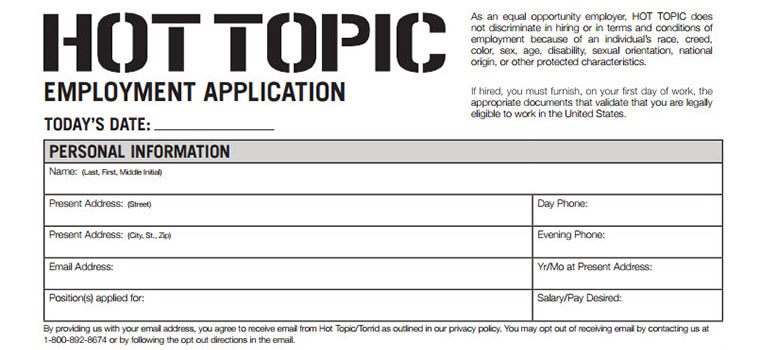 HOT TOPIC
EMPLOYMENT APPLICATION
TODAY'S DATE:
As an equal opportunity employer, HOT TOPIC does
not discriminate in hiring or in terms and conditions of
employment because of an individual's race, creed,
color, sex, age, disability, sexual orientation, national
origin, or other protected characteristics.
If hired, you must furnish, on your first day of work, the
appropriate documents that validate that you are legally
eligible to work in the United States.
PERSONAL INFORMATION
Name: (Last, First, Middle Initial)
Present Address: (Street)
Day Phone:
Present Address: (City, St., Zip)
Evening Phone:
Email Address:
Yr/Mo at Present Address:
Position(s) applied for:
Salary/Pay Desired:
By providing us with your email address, you agree to receive email from Hot Topic/Torrid as outlined in our privacy policy. You may opt out of receiving email by contacting us at
1-800-892-8674 or by following the opt out directions in the email.